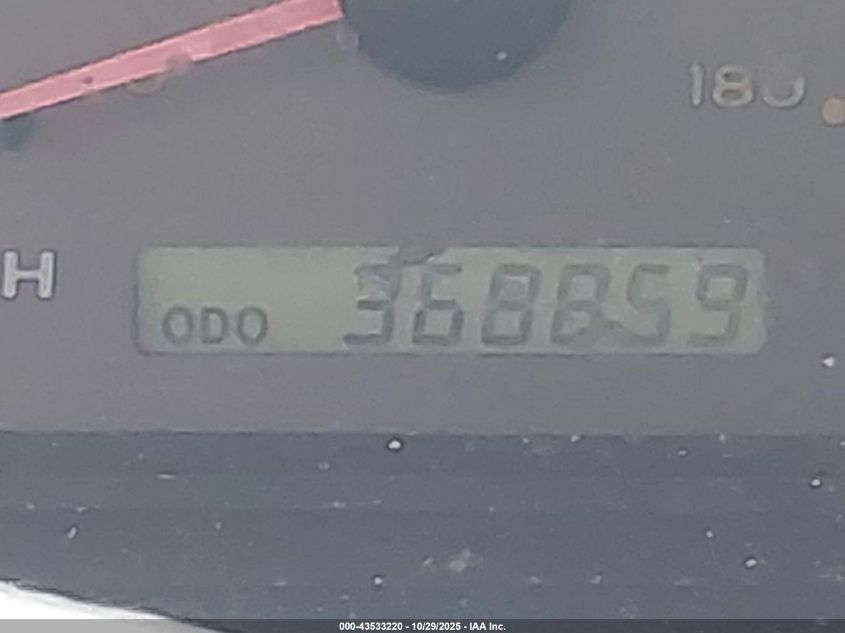 180
H
ODO 368859
000-43533220 - 10/29/2025 - IAA Inc.